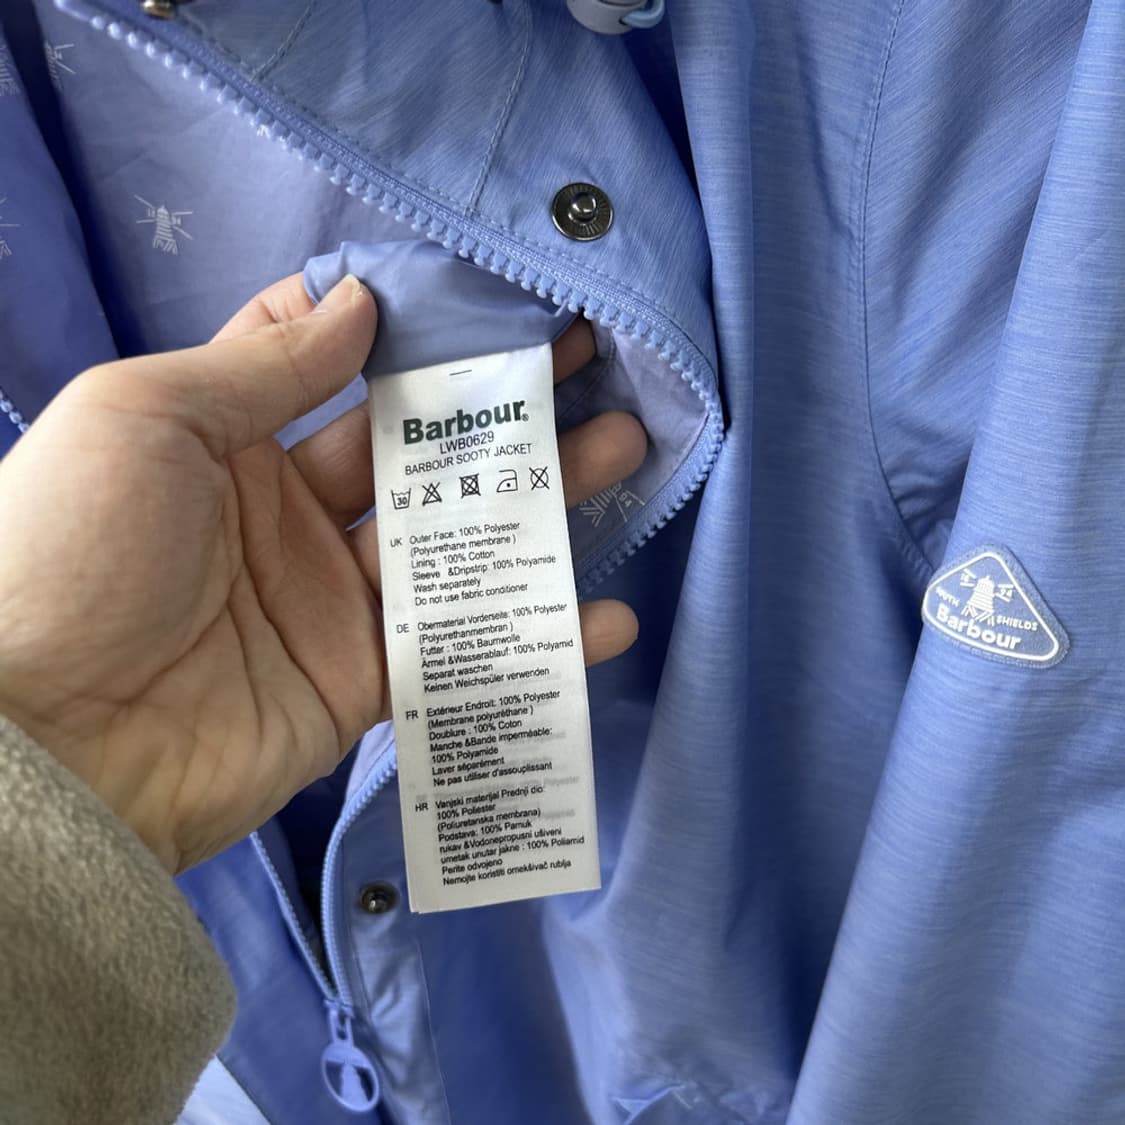 Barbour®
LWB0629
BARBOUR SOOTY JACKET
30
UK Outer Face: 100% Polyester
(Polyurethane membrane )
Lining : 100% Cotton
Sleeve &Dripstrip: 100% Polyamide
Wash separately
Do not use fabric conditioner
DE Obermaterial Vorderseite: 100% Polyester
(Polyurethanmembran )
Futter : 100% Baumwolle
Ärmel &Wasserablauf: 100% Polyamid
Separat waschen
Keinen Weichspüler verwenden
FR Extérieur Endroit: 100% Polyester
(Membrane polyuréthane )
Doublure : 100% Coton
Manche &Bande imperméable:
100% Polyamide
Laver séparément
Ne pas utiliser d'assouplissant
HR Vanjski materijal Prednji dio:
100% Poliester
(Poliuretanska membrana)
Podstava: 100% Pamuk
rukav &Vodonepropusni ušiveni
umetak unutar jakne : 100% Poliamid
Perite odvojeno
Nemojte koristiti omekšivač rublja
18 94
SOUTH SHIELDS
Barbour
94